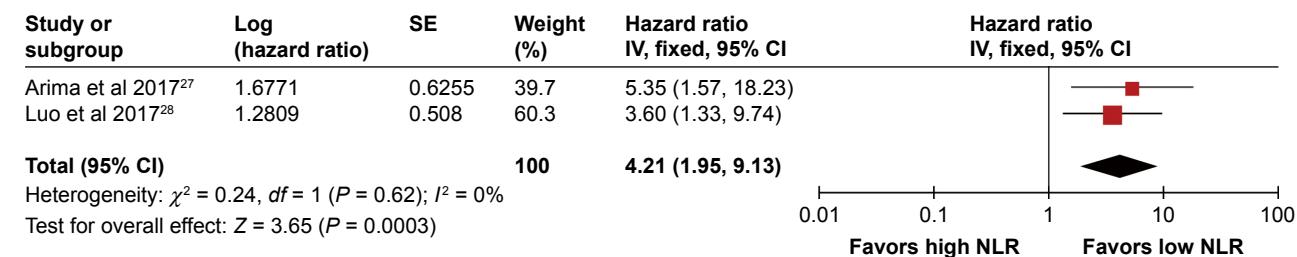 Study or subgroup Log (hazard ratio) SE Weight (%) Hazard ratio IV, fixed, 95% CI Hazard ratio IV, fixed, 95% CI
Arima et al 2017²⁷ 1.6771 0.6255 39.7 5.35 (1.57, 18.23)
Luo et al 2017²⁸ 1.2809 0.508 60.3 3.60 (1.33, 9.74)
Total (95% CI) 100 4.21 (1.95, 9.13)
Heterogeneity: χ² = 0.24, df = 1 (P = 0.62); I² = 0%
Test for overall effect: Z = 3.65 (P = 0.0003)
0.01 0.1 1 10 100
Favors high NLR Favors low NLR